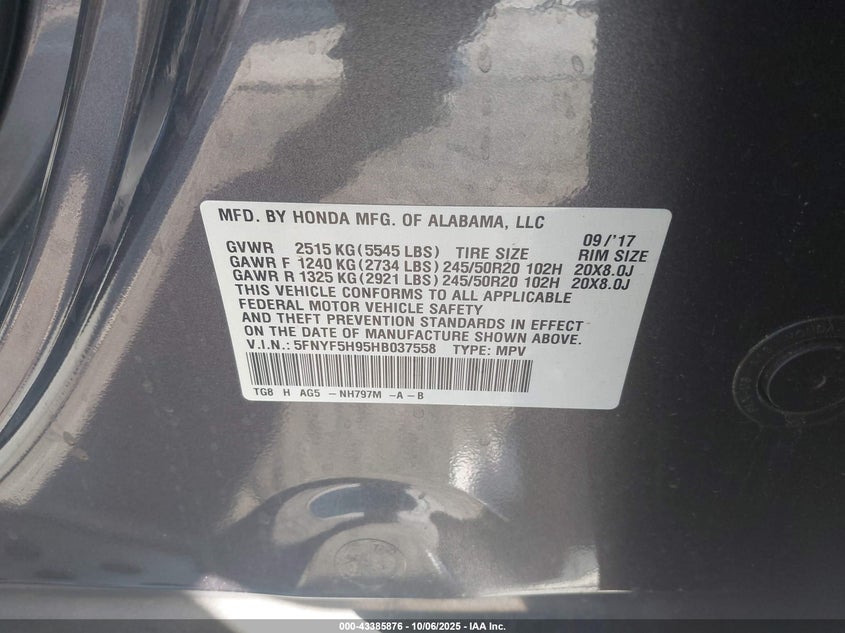 MFD. BY HONDA MFG. OF ALABAMA, LLC
09/'17
GVWR 2515 KG (5545 LBS) TIRE SIZE RIM SIZE
GAWR F 1240 KG (2734 LBS) 245/50R20 102H 20X8.0J
GAWR R 1325 KG (2921 LBS) 245/50R20 102H 20X8.0J
THIS VEHICLE CONFORMS TO ALL APPLICABLE
FEDERAL MOTOR VEHICLE SAFETY
AND THEFT PREVENTION STANDARDS IN EFFECT
ON THE DATE OF MANUFACTURE SHOWN ABOVE.
V.I.N.: 5FNYF5H95HB037558 TYPE: MPV
TG8 H AG5 -NH797M -A-B
000-43385876 - 10/06/2025 - IAA Inc.